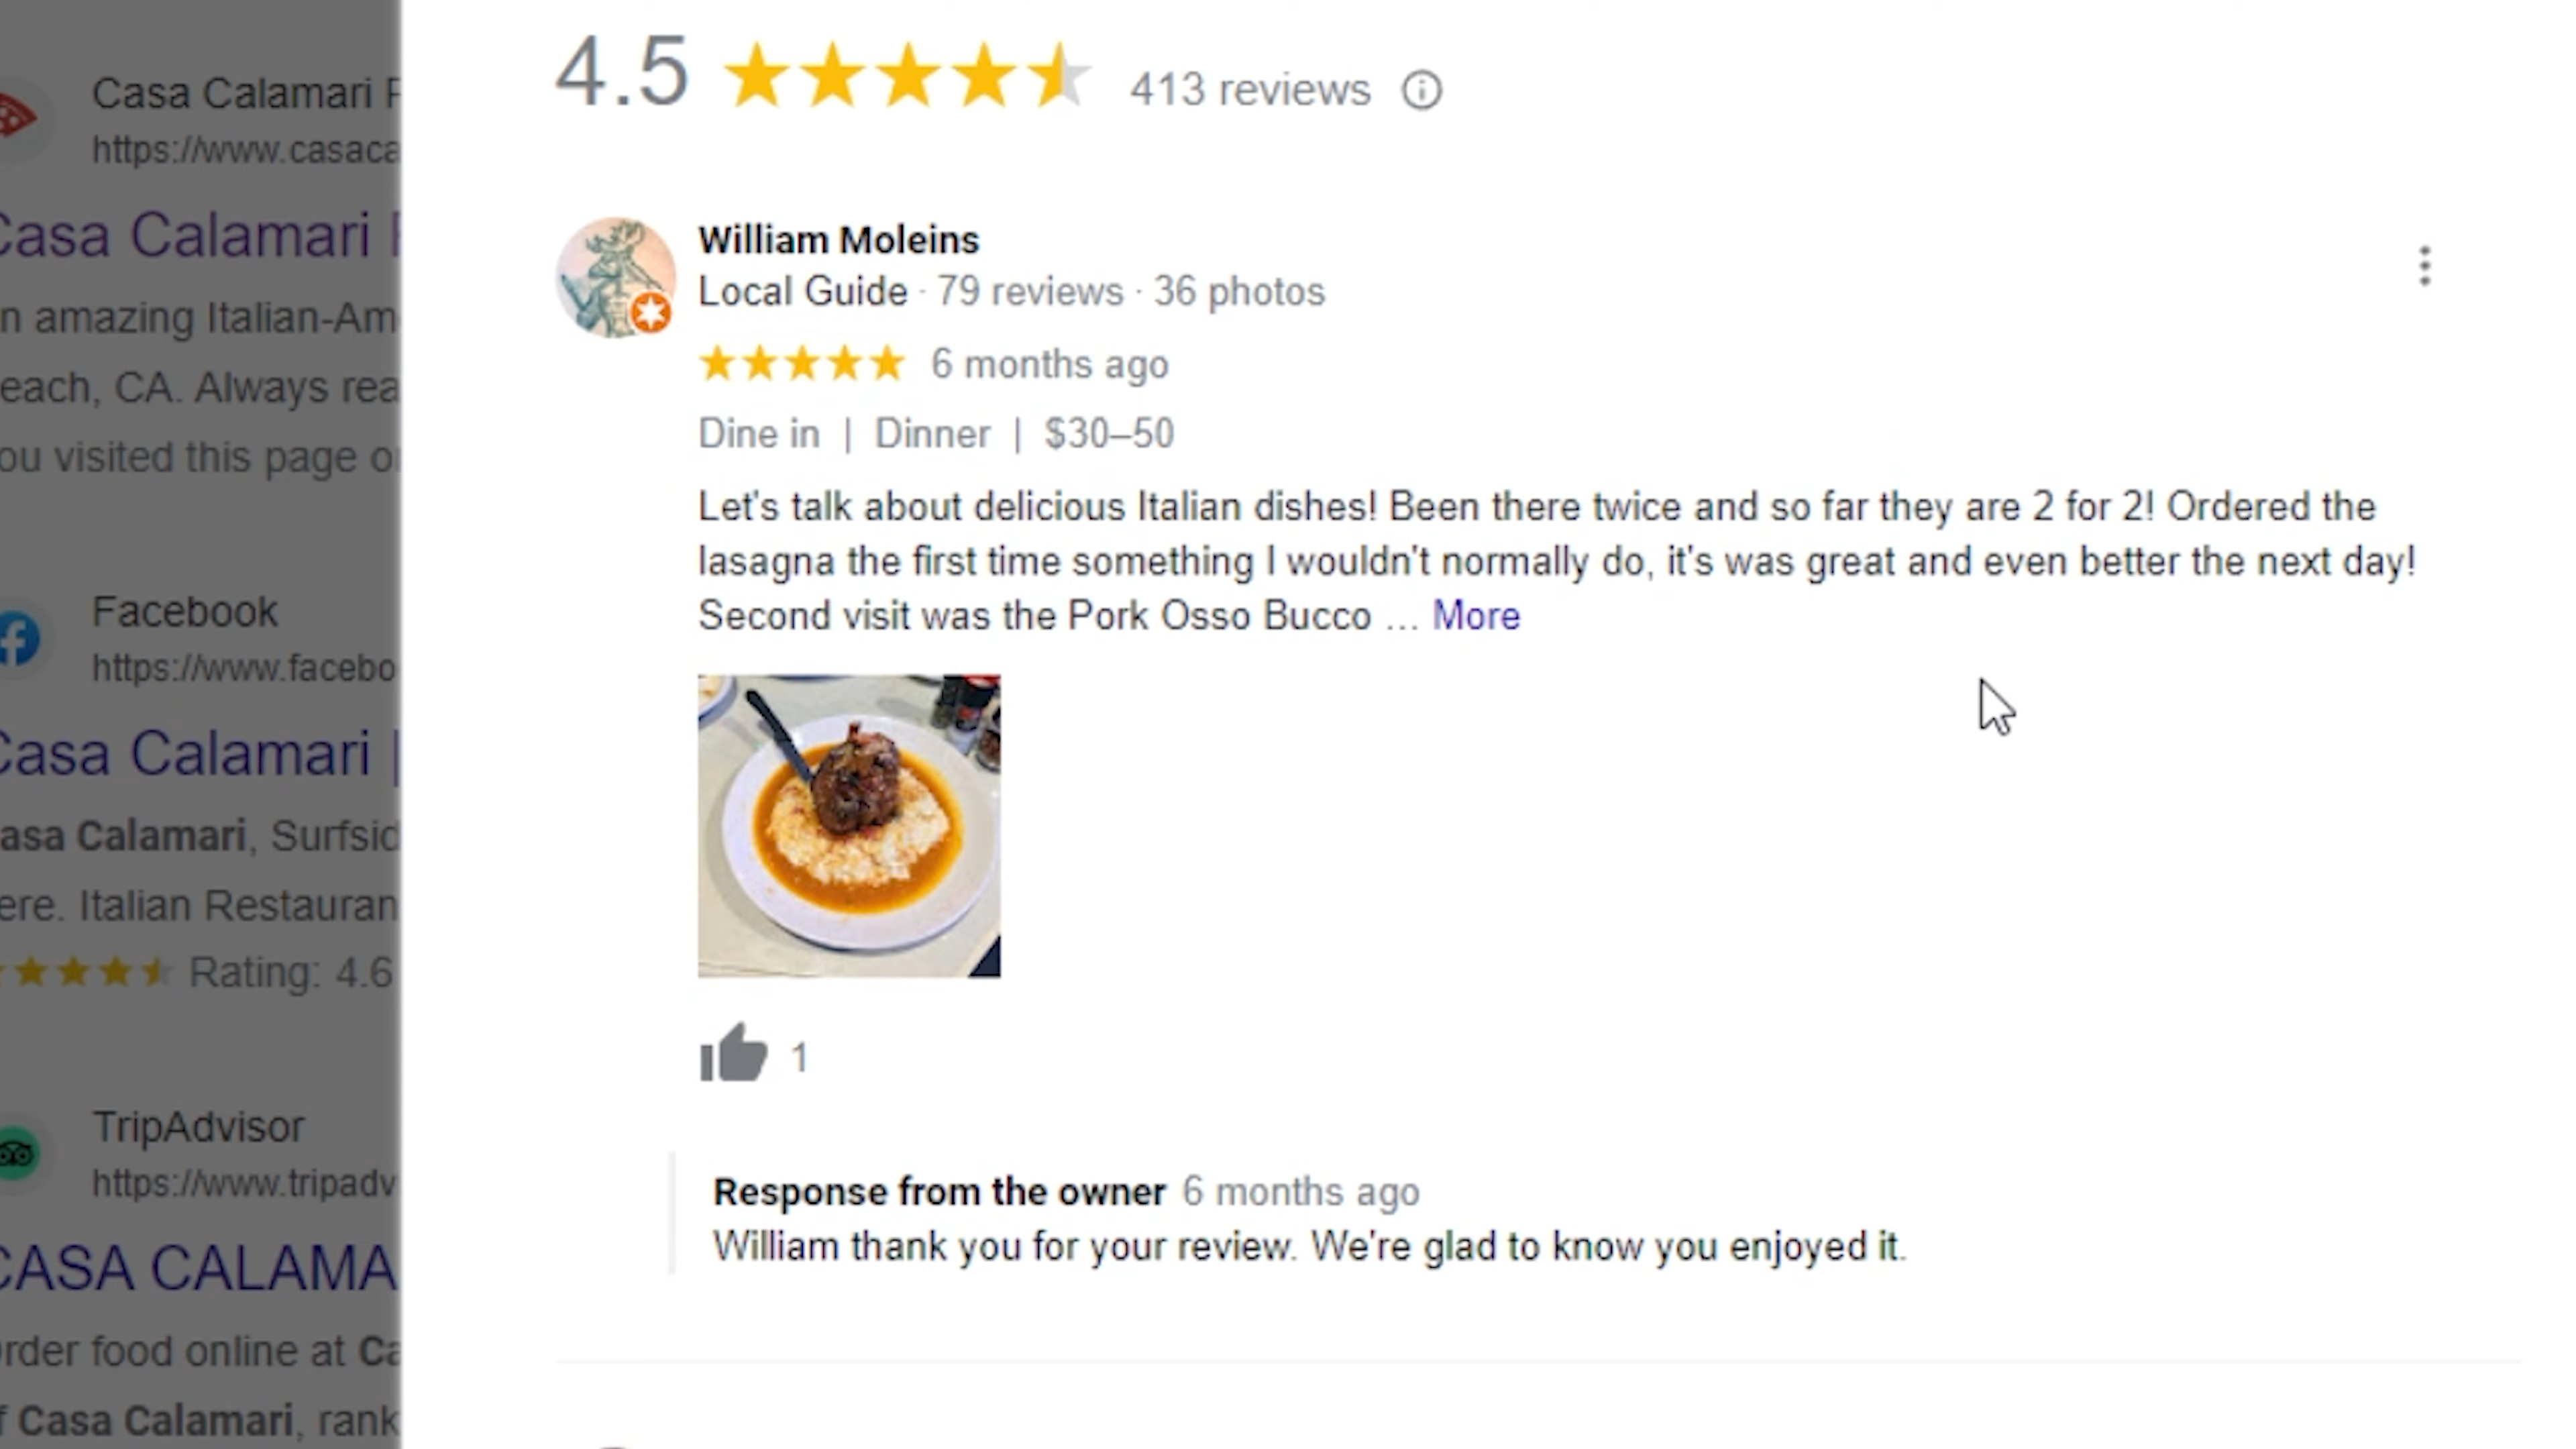 4.5 413 reviews
William Moleins
Local Guide · 79 reviews · 36 photos
6 months ago
Dine in | Dinner | $30–50
Let's talk about delicious Italian dishes! Been there twice and so far they are 2 for 2! Ordered the
lasagna the first time something I wouldn't normally do, it's was great and even better the next day!
Second visit was the Pork Osso Bucco ... More
1
Response from the owner 6 months ago
William thank you for your review. We're glad to know you enjoyed it.
Casa Calamari
https://www.casaca
Casa Calamari
n amazing Italian-Am
each, CA. Always rea
ou visited this page o
Facebook
https://www.facebo
Casa Calamari |
asa Calamari, Surfsid
ere. Italian Restauran
Rating: 4.6
TripAdvisor
https://www.tripadv
CASA CALAMA
rder food online at Ca
f Casa Calamari, rank